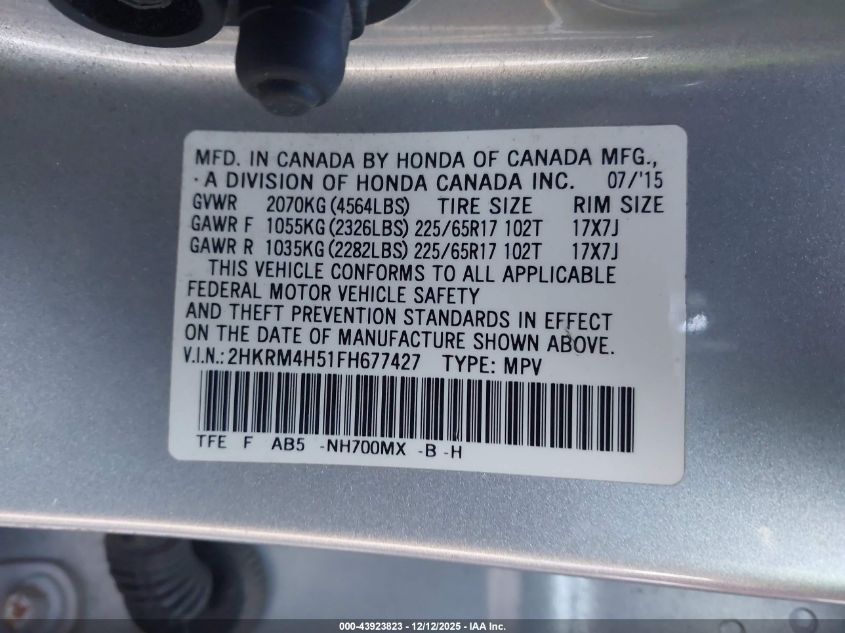 MFD. IN CANADA BY HONDA OF CANADA MFG.,
A DIVISION OF HONDA CANADA INC. 07/'15
GVWR 2070KG (4564LBS) TIRE SIZE RIM SIZE
GAWR F 1055KG (2326LBS) 225/65R17 102T 17X7J
GAWR R 1035KG (2282LBS) 225/65R17 102T 17X7J
THIS VEHICLE CONFORMS TO ALL APPLICABLE
FEDERAL MOTOR VEHICLE SAFETY
AND THEFT PREVENTION STANDARDS IN EFFECT
ON THE DATE OF MANUFACTURE SHOWN ABOVE.
V.I.N.: 2HKRM4H51FH677427 TYPE: MPV
TFE F AB5 -NH700MX -B -H
000-43923823 - 12/12/2025 - IAA Inc.